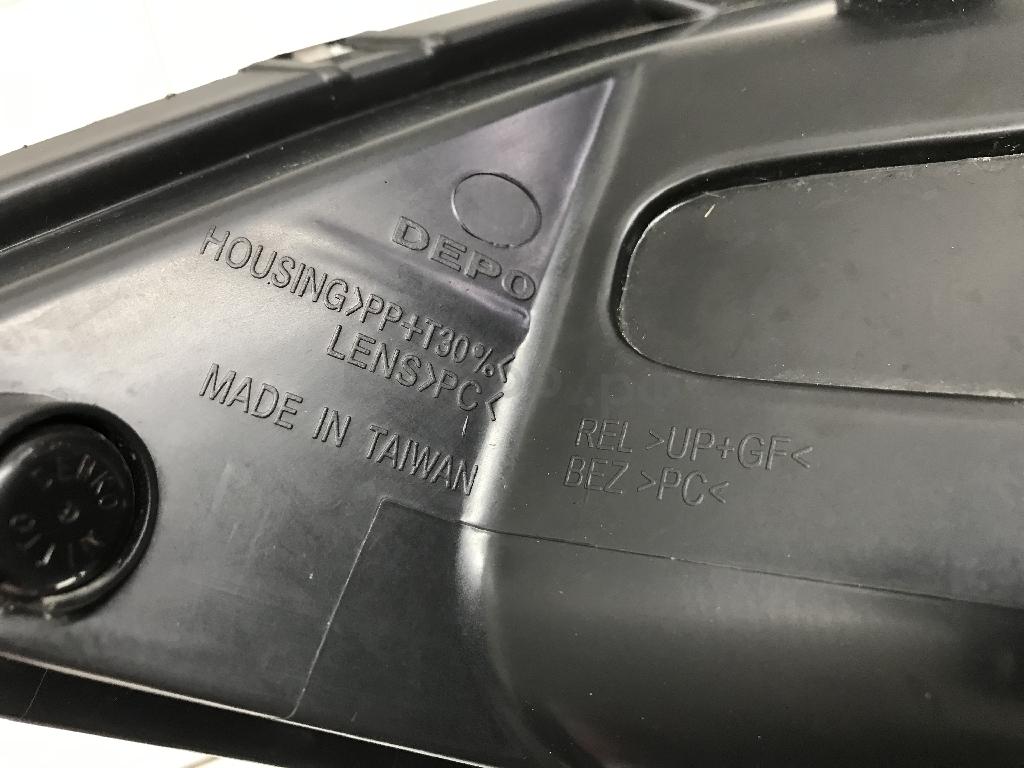 DEPO
HOUSING>PP+T30%<
LENS>PC<
MADE IN TAIWAN
REL >UP+GF<
BEZ >PC<